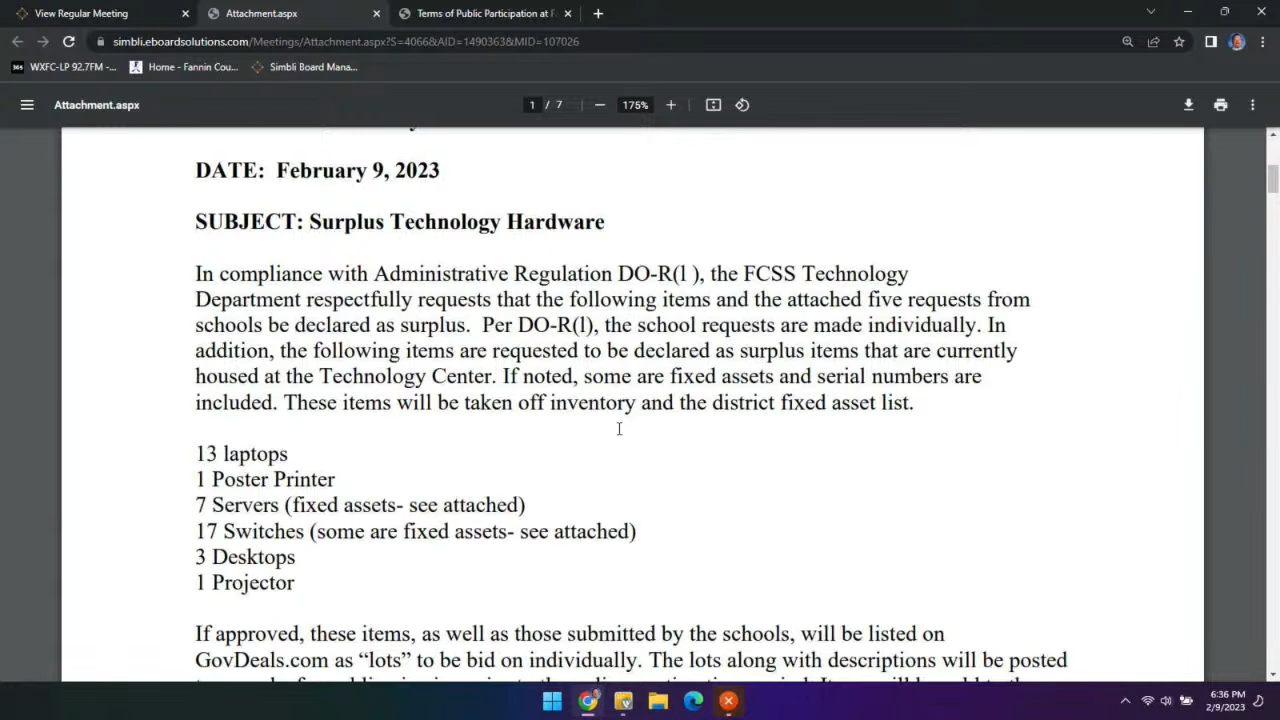 View Regular Meeting
Attachment.aspx
Terms of Public Participation at
simbli.eboardsolutions.com/Meetings/Attachment.aspx?S=4066&AID=1490363&MID=107026
WXFC-LP 92.7FM -...
Home - Fannin Cou...
Simbli Board Mana...
Attachment.aspx
1 / 7
175%
DATE: February 9, 2023
SUBJECT: Surplus Technology Hardware
In compliance with Administrative Regulation DO-R(l ), the FCSS Technology
Department respectfully requests that the following items and the attached five requests from
schools be declared as surplus. Per DO-R(l), the school requests are made individually. In
addition, the following items are requested to be declared as surplus items that are currently
housed at the Technology Center. If noted, some are fixed assets and serial numbers are
included. These items will be taken off inventory and the district fixed asset list.
13 laptops
1 Poster Printer
7 Servers (fixed assets- see attached)
17 Switches (some are fixed assets- see attached)
3 Desktops
1 Projector
If approved, these items, as well as those submitted by the schools, will be listed on
GovDeals.com as “lots” to be bid on individually. The lots along with descriptions will be posted
6:36 PM
2/9/2023